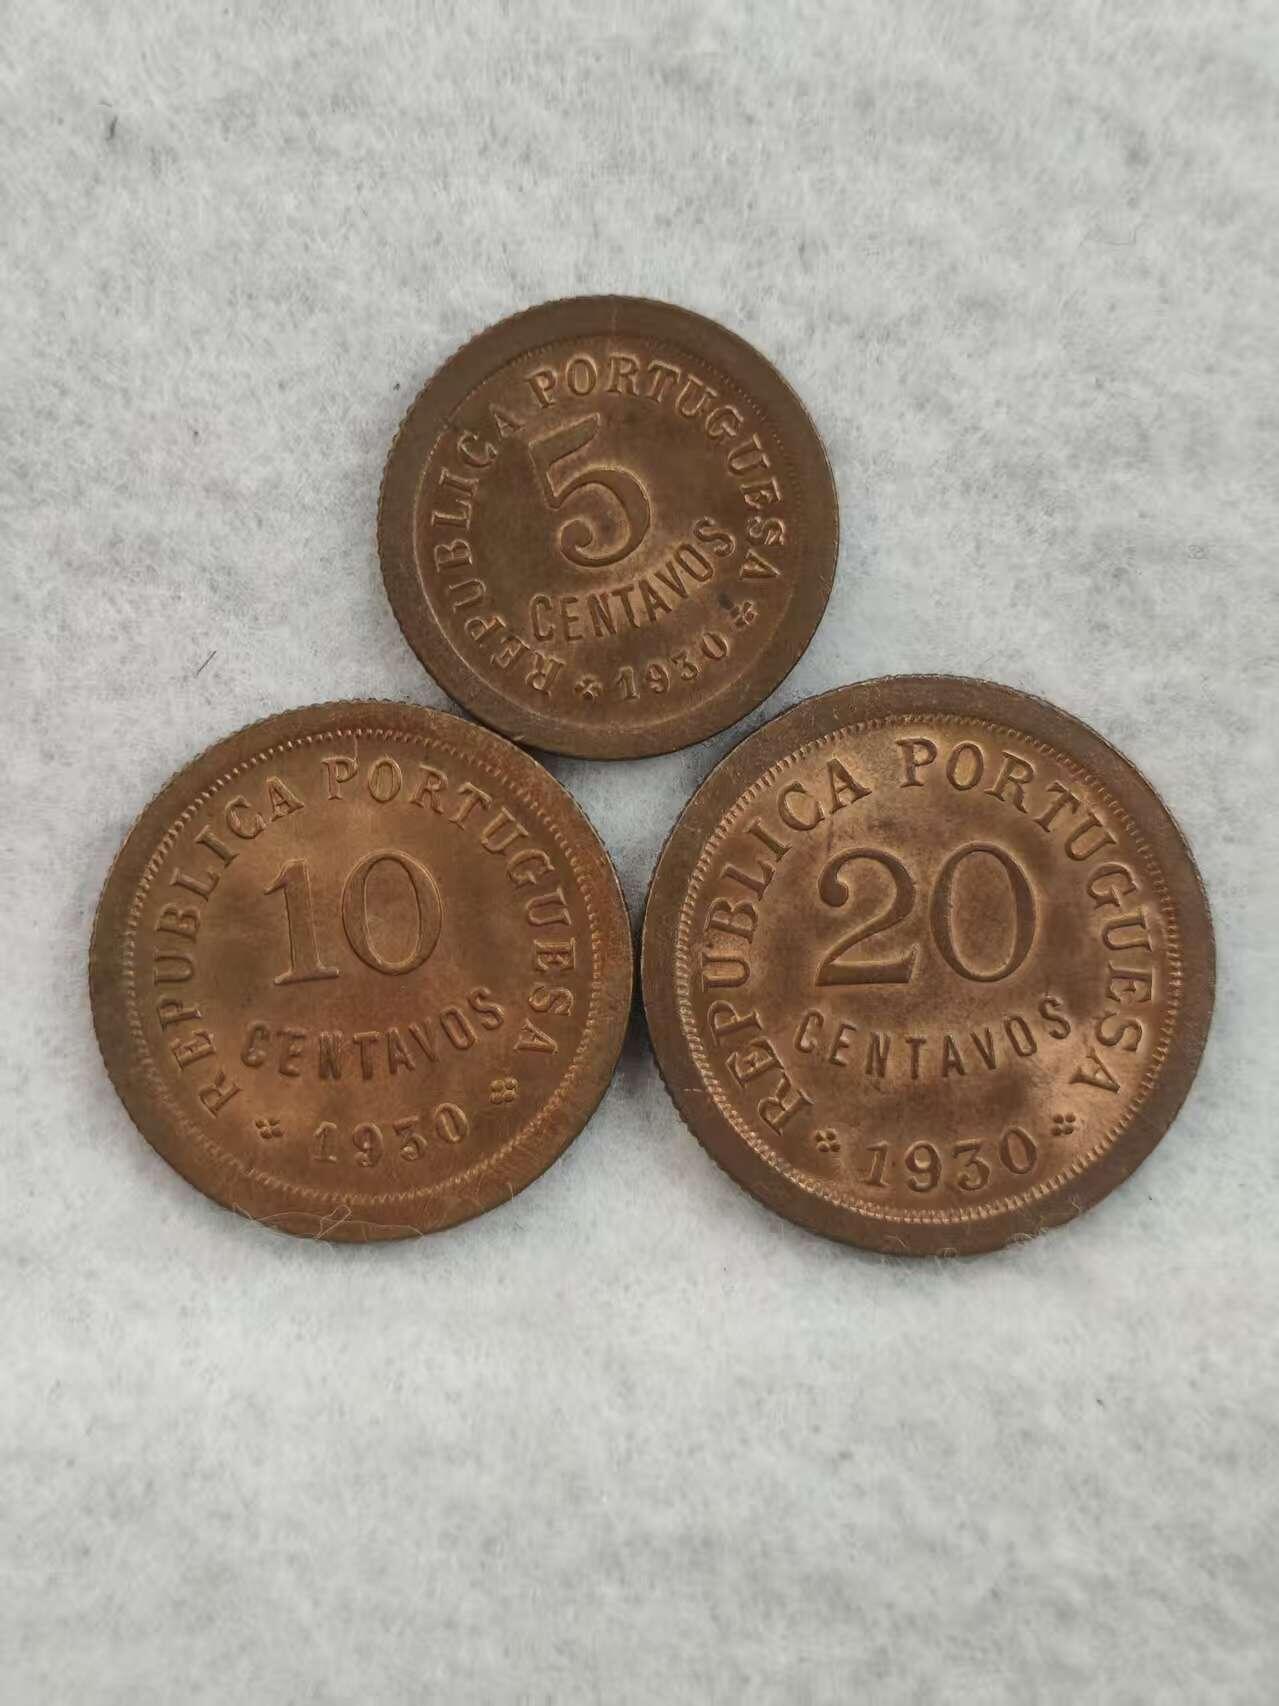 REPUBLICA PORTUGUESA
5
CENTAVOS
1930
REPUBLICA PORTUGUESA
10
CENTAVOS
1930
REPUBLICA PORTUGUESA
20
CENTAVOS
1930